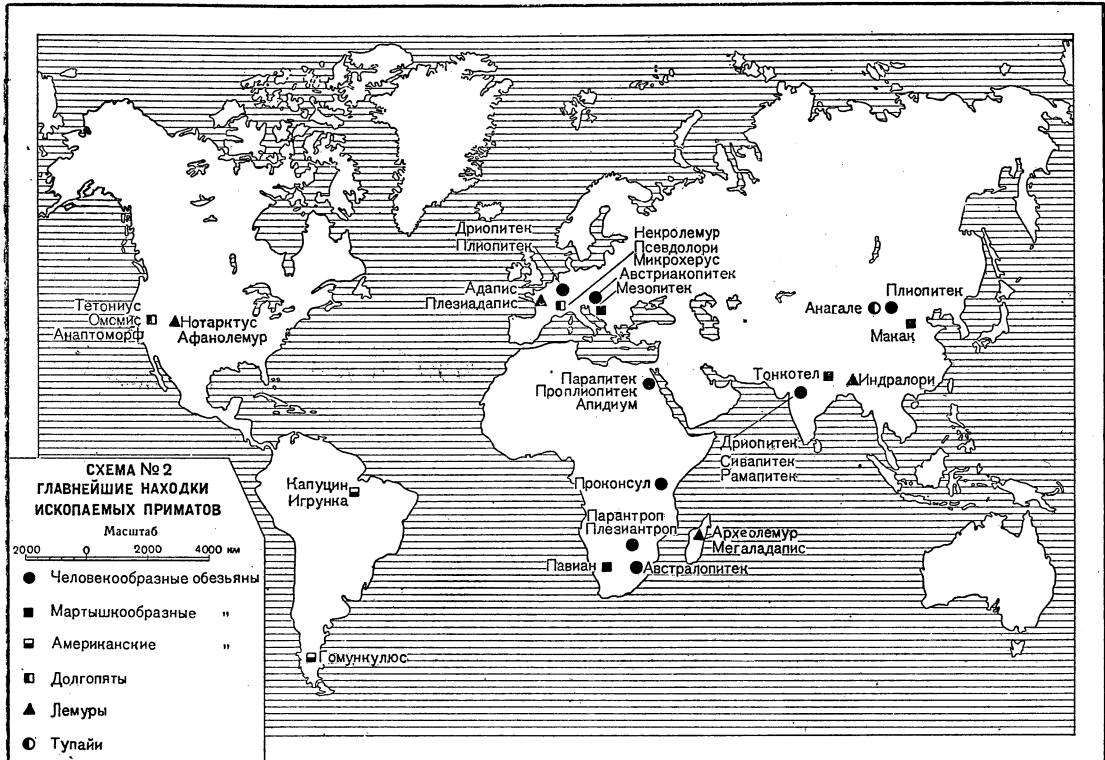 Дриопитек
Плиопитек
Некролемур
Псевдолори
Микрохерус
Австриакопитек
Мезопитек
Адапис
Плезиадапис
Тетониус
Омсмис
Анаптоморф
Нотарктус
Афанолемур
Анагале
Плиопитек
Макак
Парапитек
Проплиопитек
Апидиум
Тонкотел
Индралори
Дриопитек
Сивапитек
Рамапитек
Капуцин
Игрунка
Проконсул
Парантроп
Плезиантроп
Археолемур
Мегаладапис
Павиан
Австралопитек
Гомункулюс
СХЕМА № 2
ГЛАВНЕЙШИЕ НАХОДКИ
ИСКОПАЕМЫХ ПРИМАТОВ
Масштаб
2000 0 2000 4000 км
Человекообразные обезьяны
Мартышкообразные "
Американские "
Долгопяты
Лемуры
Тупайи